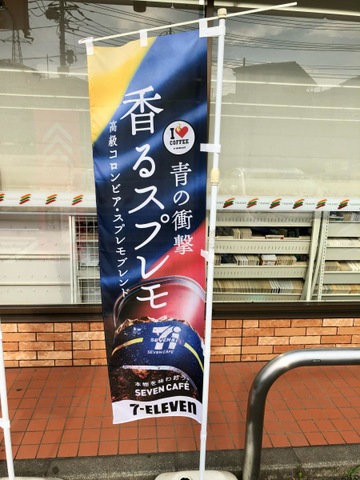 I ❤ COFFEE
青の衝撃
香るスプレモ
高級コロンビア・スプレモブレンド
7i
SEVEN CAFÉ
本物を味わおう。
SEVEN CAFÉ
7-ELEVEN